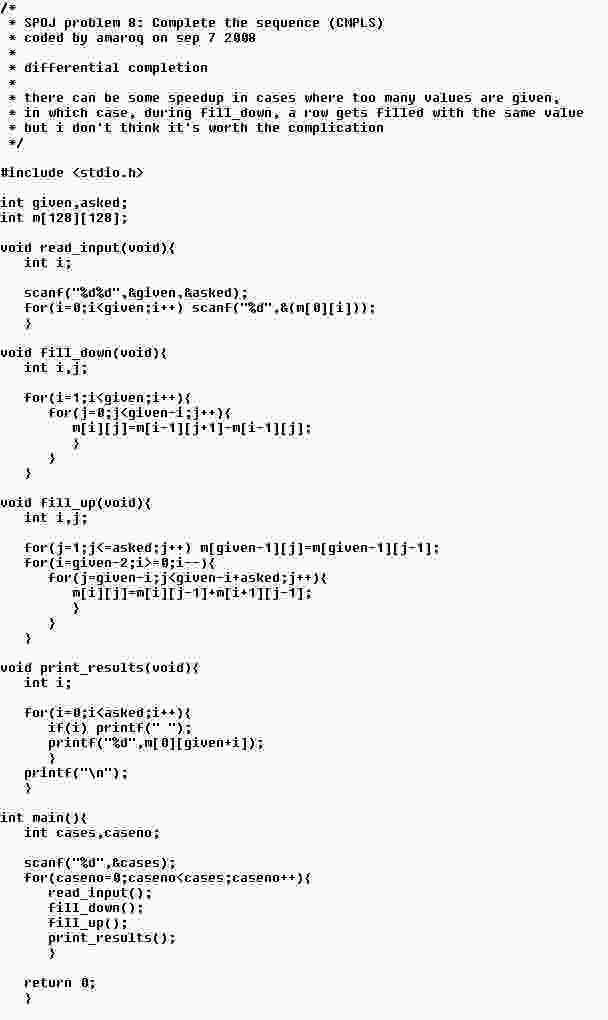 /*
 * SPOJ problem 8: Complete the sequence (CMPLS)
 * coded by amaroq on sep 7 2008
 *
 * differential completion
 *
 * there can be some speedup in cases where too many values are given,
 * in which case, during fill_down, a row gets filled with the same value
 * but i don't think it's worth the complication
 */

#include <stdio.h>

int given,asked;
int m[128][128];

void read_input(void){
   int i;

   scanf("%d%d",&given,&asked);
   for(i=0;i<given;i++) scanf("%d",&(m[0][i]));
   }

void fill_down(void){
   int i,j;

   for(i=1;i<given;i++){
      for(j=0;j<given-i;j++){
         m[i][j]=m[i-1][j+1]-m[i-1][j];
         }
      }
   }

void fill_up(void){
   int i,j;

   for(j=1;j<=asked;j++) m[given-1][j]=m[given-1][j-1];
   for(i=given-2;i>=0;i--){
      for(j=given-i;j<given-i+asked;j++){
         m[i][j]=m[i][j-1]+m[i+1][j-1];
         }
      }
   }

void print_results(void){
   int i;

   for(i=0;i<asked;i++){
      if(i) printf(" ");
      printf("%d",m[0][given+i]);
      }
   printf("\n");
   }

int main(){
   int cases,caseno;

   scanf("%d",&cases);
   for(caseno=0;caseno<cases;caseno++){
      read_input();
      fill_down();
      fill_up();
      print_results();
      }

   return 0;
   }